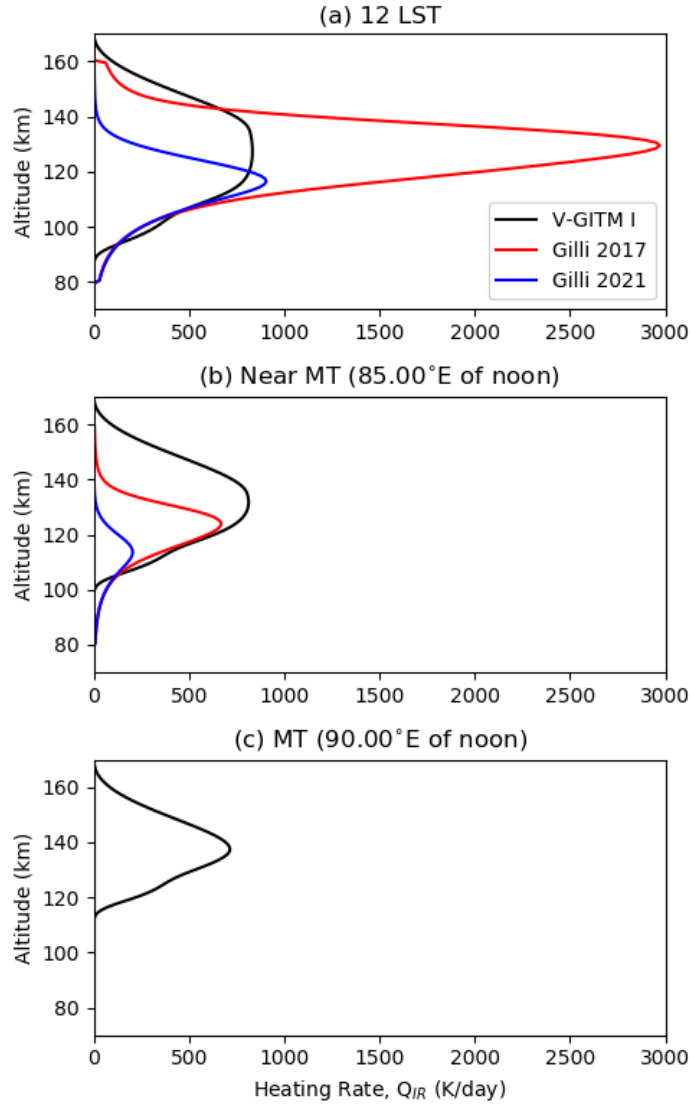 (a) 12 LST
Altitude (km)
160
140
120
100
80
V-GITM I
Gilli 2017
Gilli 2021
0 500 1000 1500 2000 2500 3000
(b) Near MT (85.00°E of noon)
Altitude (km)
160
140
120
100
80
0 500 1000 1500 2000 2500 3000
(c) MT (90.00°E of noon)
Altitude (km)
160
140
120
100
80
0 500 1000 1500 2000 2500 3000
Heating Rate, Q_IR (K/day)